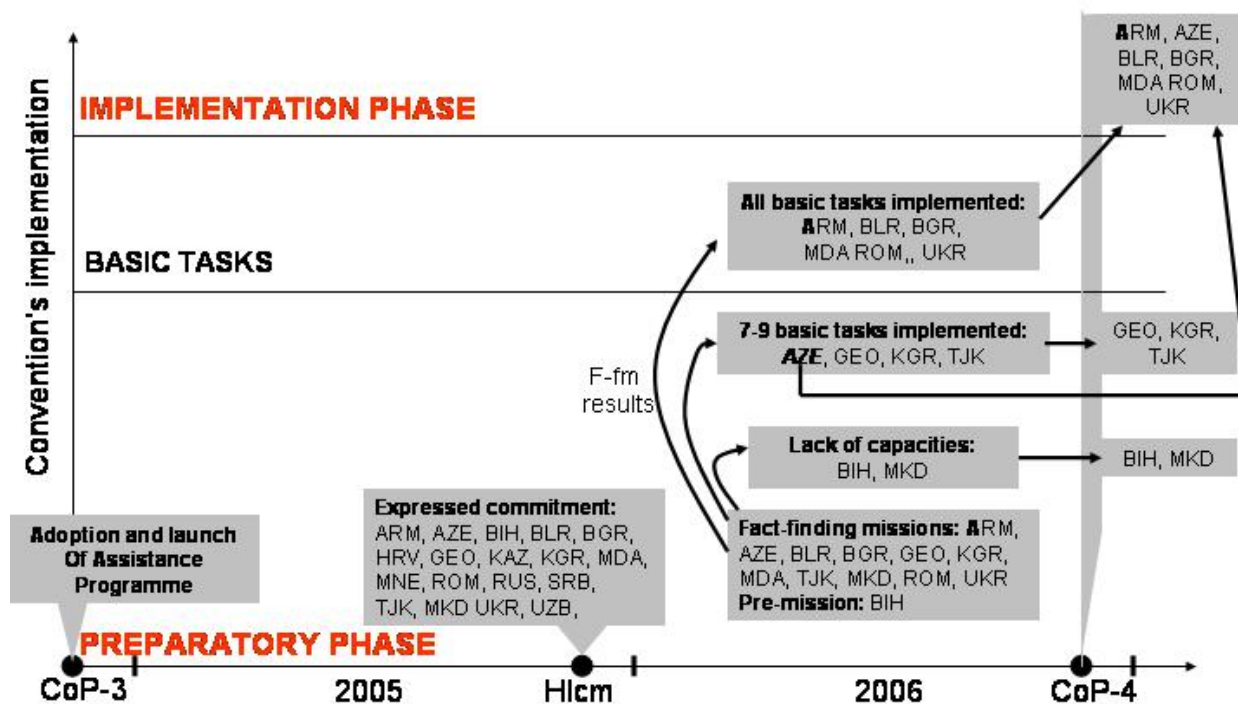 Convention's implementation
IMPLEMENTATION PHASE
BASIC TASKS
PREPARATORY PHASE
Adoption and launch
Of Assistance
Programme
Expressed commitment:
ARM, AZE, BIH, BLR, BGR,
HRV, GEO, KAZ, KGR, MDA,
MNE, ROM, RUS, SRB,
TJK, MKD UKR, UZB,
F-fm
results
All basic tasks implemented:
ARM, BLR, BGR,
MDA ROM,, UKR
7-9 basic tasks implemented:
AZE, GEO, KGR, TJK
Lack of capacities:
BIH, MKD
Fact-finding missions: ARM,
AZE, BLR, BGR, GEO, KGR,
MDA, TJK, MKD, ROM, UKR
Pre-mission: BIH
ARM, AZE,
BLR, BGR,
MDA ROM,
UKR
GEO, KGR,
TJK
BIH, MKD
CoP-3
2005
Hlcm
2006
CoP-4